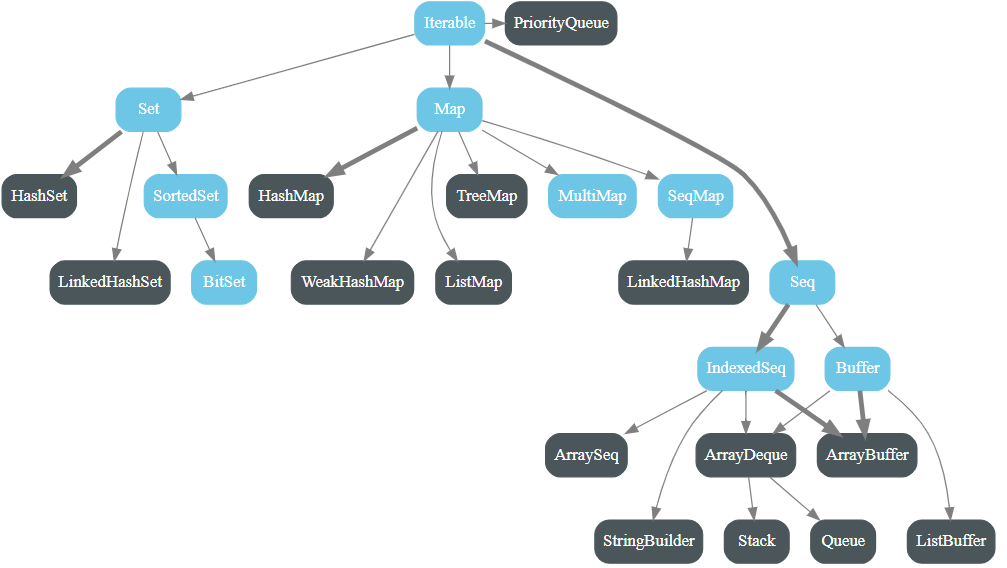 Iterable
PriorityQueue
Set
Map
HashSet
SortedSet
HashMap
TreeMap
MultiMap
SeqMap
LinkedHashSet
BitSet
WeakHashMap
ListMap
LinkedHashMap
Seq
IndexedSeq
Buffer
ArraySeq
ArrayDeque
ArrayBuffer
StringBuilder
Stack
Queue
ListBuffer